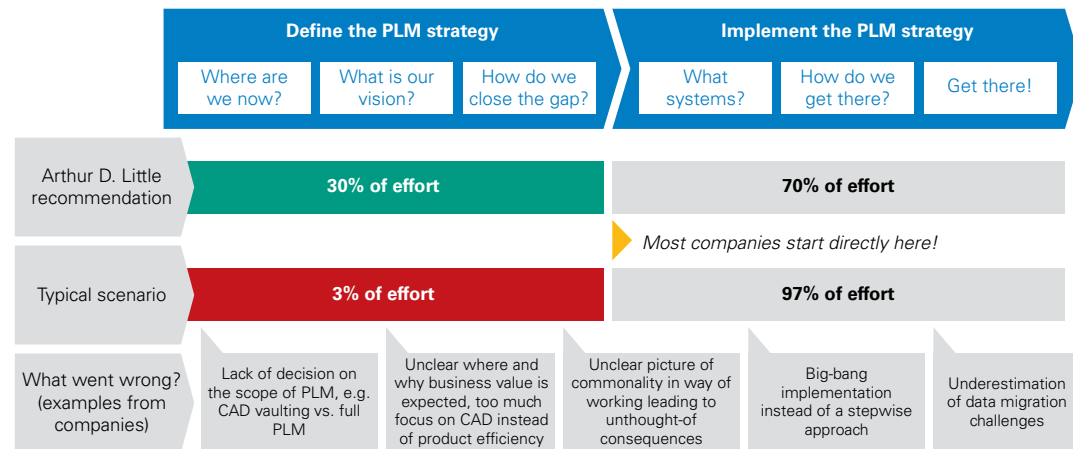 Define the PLM strategy
Implement the PLM strategy
Where are
we now?
What is our
vision?
How do we
close the gap?
What
systems?
How do we
get there?
Get there!
Arthur D. Little
recommendation
30% of effort
70% of effort
Most companies start directly here!
Typical scenario
3% of effort
97% of effort
What went wrong?
(examples from
companies)
Lack of decision on
the scope of PLM, e.g.
CAD vaulting vs. full
PLM
Unclear where and
why business value is
expected, too much
focus on CAD instead
of product efficiency
Unclear picture of
commonality in way of
working leading to
unthought-of
consequences
Big-bang
implementation
instead of a stepwise
approach
Underestimation
of data migration
challenges